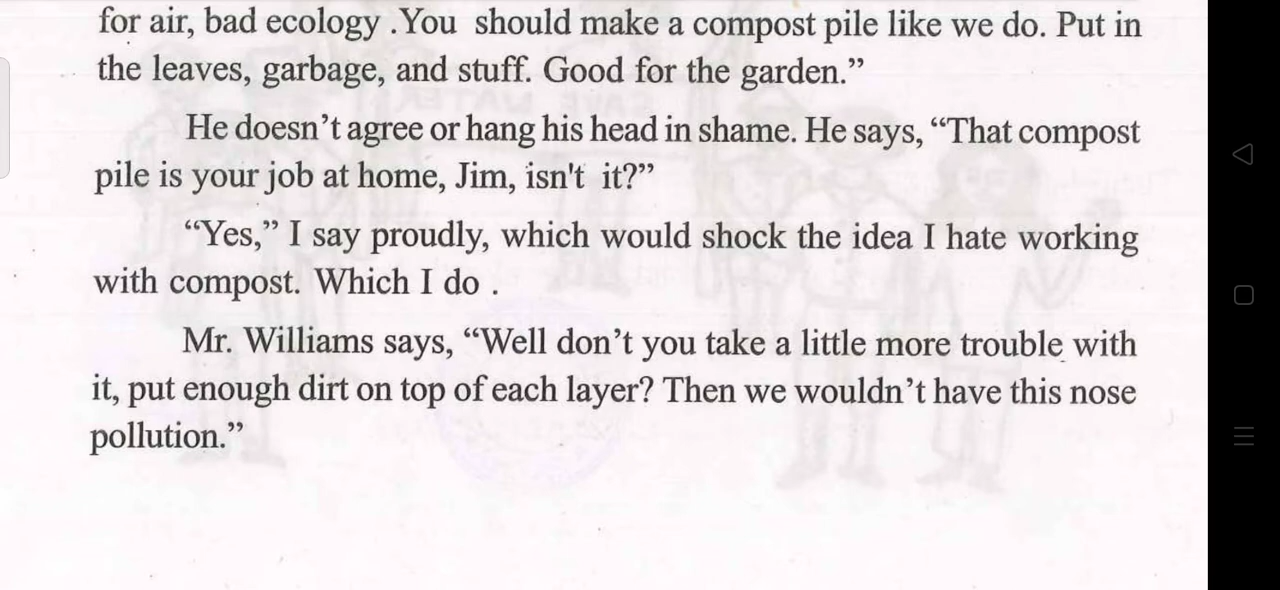 for air, bad ecology . You should make a compost pile like we do. Put in
the leaves, garbage, and stuff. Good for the garden.”
He doesn’t agree or hang his head in shame. He says, “That compost
pile is your job at home, Jim, isn't it?”
“Yes,” I say proudly, which would shock the idea I hate working
with compost. Which I do .
Mr. Williams says, “Well don’t you take a little more trouble with
it, put enough dirt on top of each layer? Then we wouldn’t have this nose
pollution.”